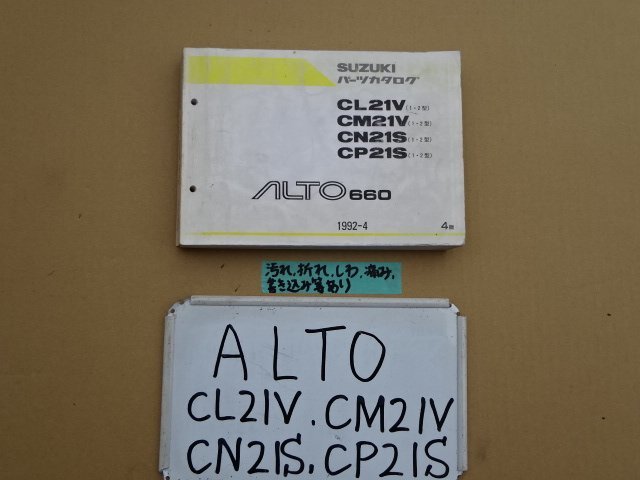 SUZUKI
パーツカタログ
CL21V(1・2型)
CM21V(1・2型)
CN21S(1・2型)
CP21S(1・2型)
ALTO 660
1992-4
4版
汚れ,折れ,しわ,痛み,
書き込み等あり
ALTO
CL21V.CM21V
CN21S,CP21S